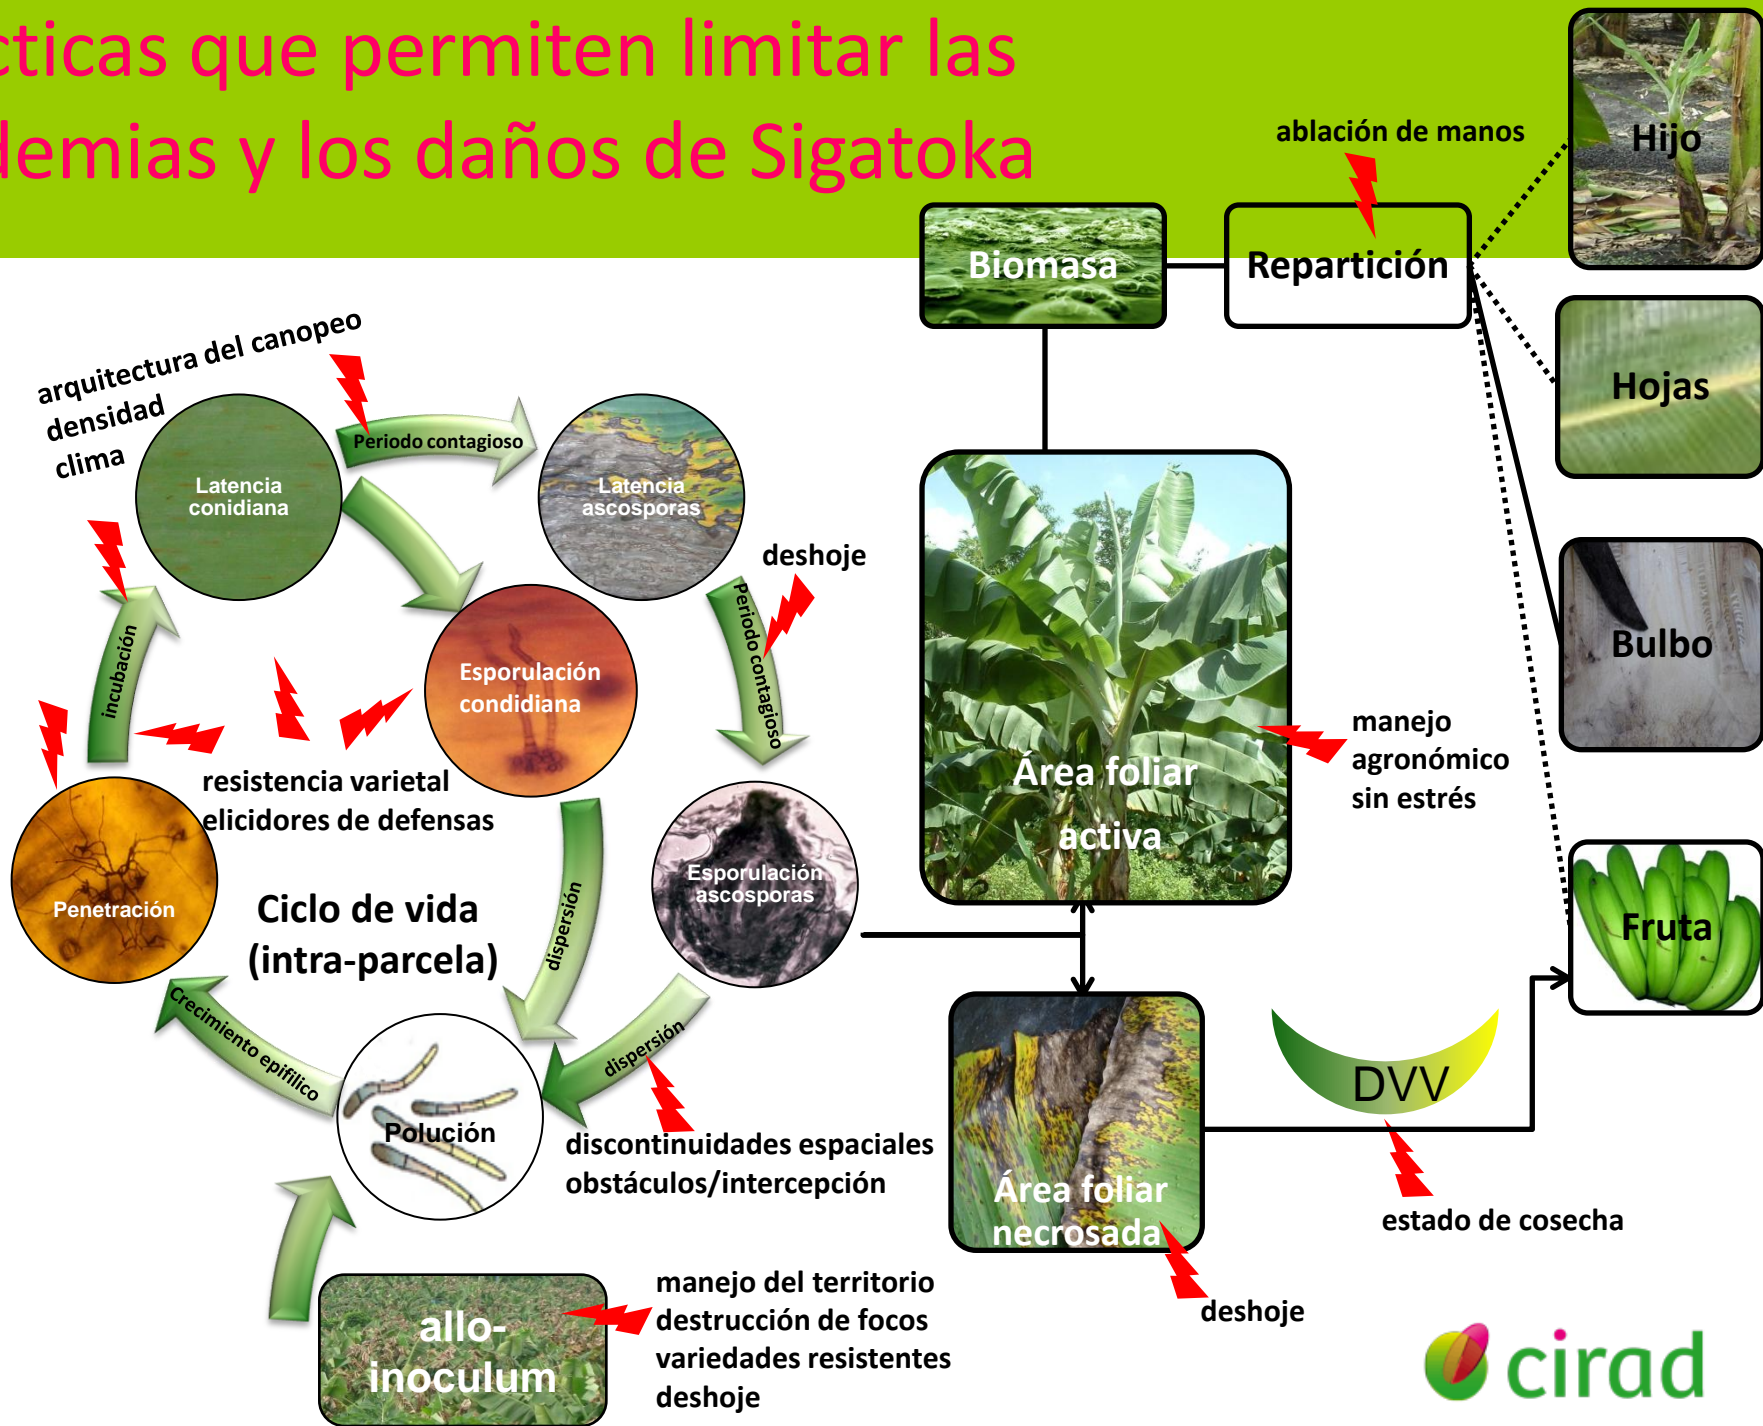 cticas que permiten limitar las
demias y los daños de Sigatoka
ablación de manos
Hijo
Biomasa
Repartición
Hojas
Bulbo
Fruta
arquitectura del canopeo
densidad
clima
Periodo contagioso
Latencia
conidiana
Latencia
ascosporas
deshoje
Periodo contagioso
incubación
Esporulación
condidiana
resistencia varietal
elicidores de defensas
Penetración
Ciclo de vida
(intra-parcela)
dispersión
Esporulación
ascosporas
Crecimiento epifilico
dispersión
Polución
discontinuidades espaciales
obstáculos/intercepción
allo-
inoculum
manejo del territorio
destrucción de focos
variedades resistentes
deshoje
Área foliar
activa
manejo
agronómico
sin estrés
Área foliar
necrosada
deshoje
DVV
estado de cosecha
cirad